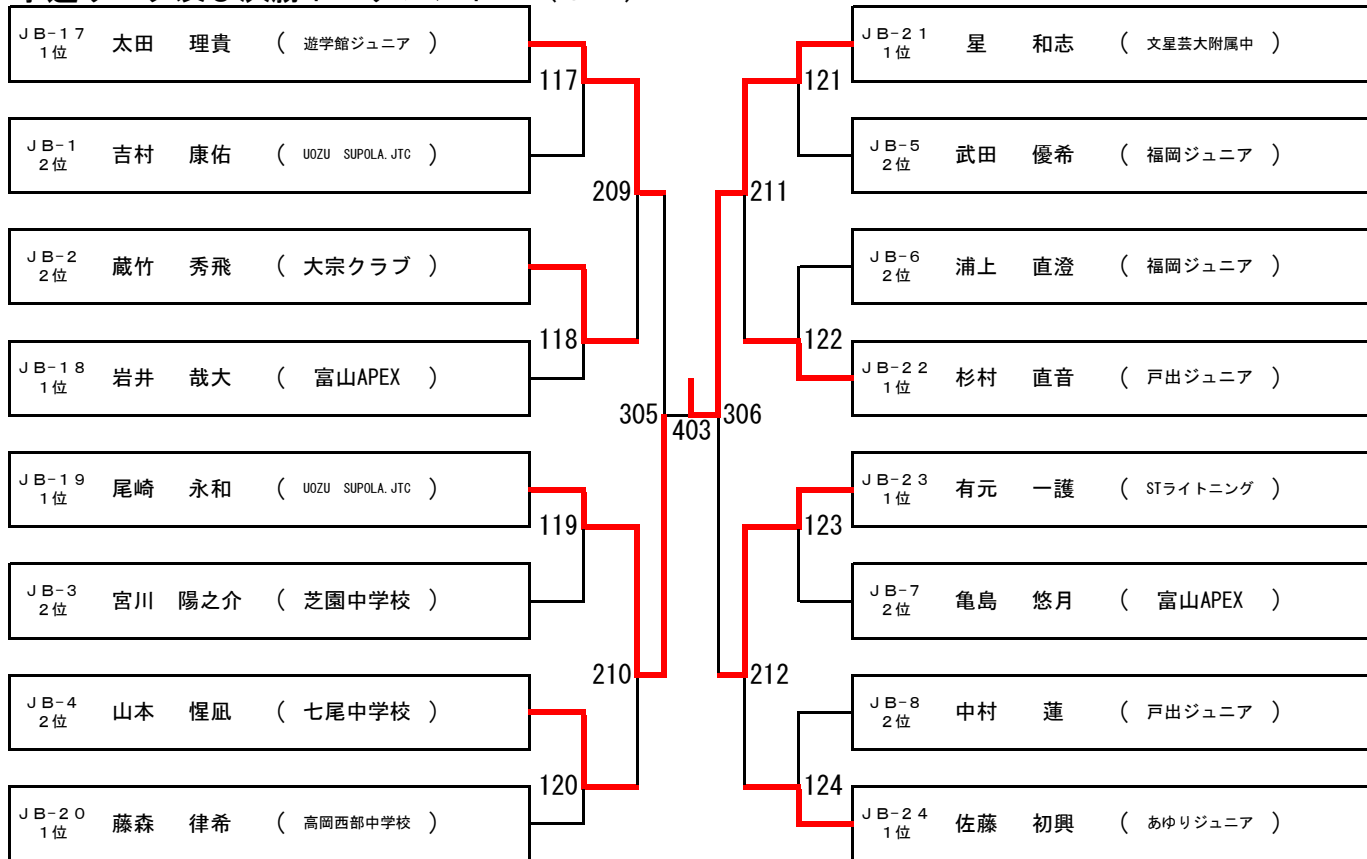 JB-17 1位 太田 理貴 ( 遊学館ジュニア )
JB-1 2位 吉村 康佑 ( UOZU SUPOLA.JTC )
JB-2 2位 蔵竹 秀飛 ( 大宗クラブ )
JB-18 1位 岩井 哉大 ( 富山APEX )
JB-19 1位 尾崎 永和 ( UOZU SUPOLA.JTC )
JB-3 2位 宮川 陽之介 ( 芝園中学校 )
JB-4 2位 山本 惺凪 ( 七尾中学校 )
JB-20 1位 藤森 律希 ( 高岡西部中学校 )
117
118
119
120
209
210
305
403
306
211
212
121
122
123
124
JB-21 1位 星 和志 ( 文星芸大附属中 )
JB-5 2位 武田 優希 ( 福岡ジュニア )
JB-6 2位 浦上 直澄 ( 福岡ジュニア )
JB-22 1位 杉村 直音 ( 戸出ジュニア )
JB-23 1位 有元 一護 ( STライトニング )
JB-7 2位 亀島 悠月 ( 富山APEX )
JB-8 2位 中村 蓮 ( 戸出ジュニア )
JB-24 1位 佐藤 初興 ( あゆりジュニア )